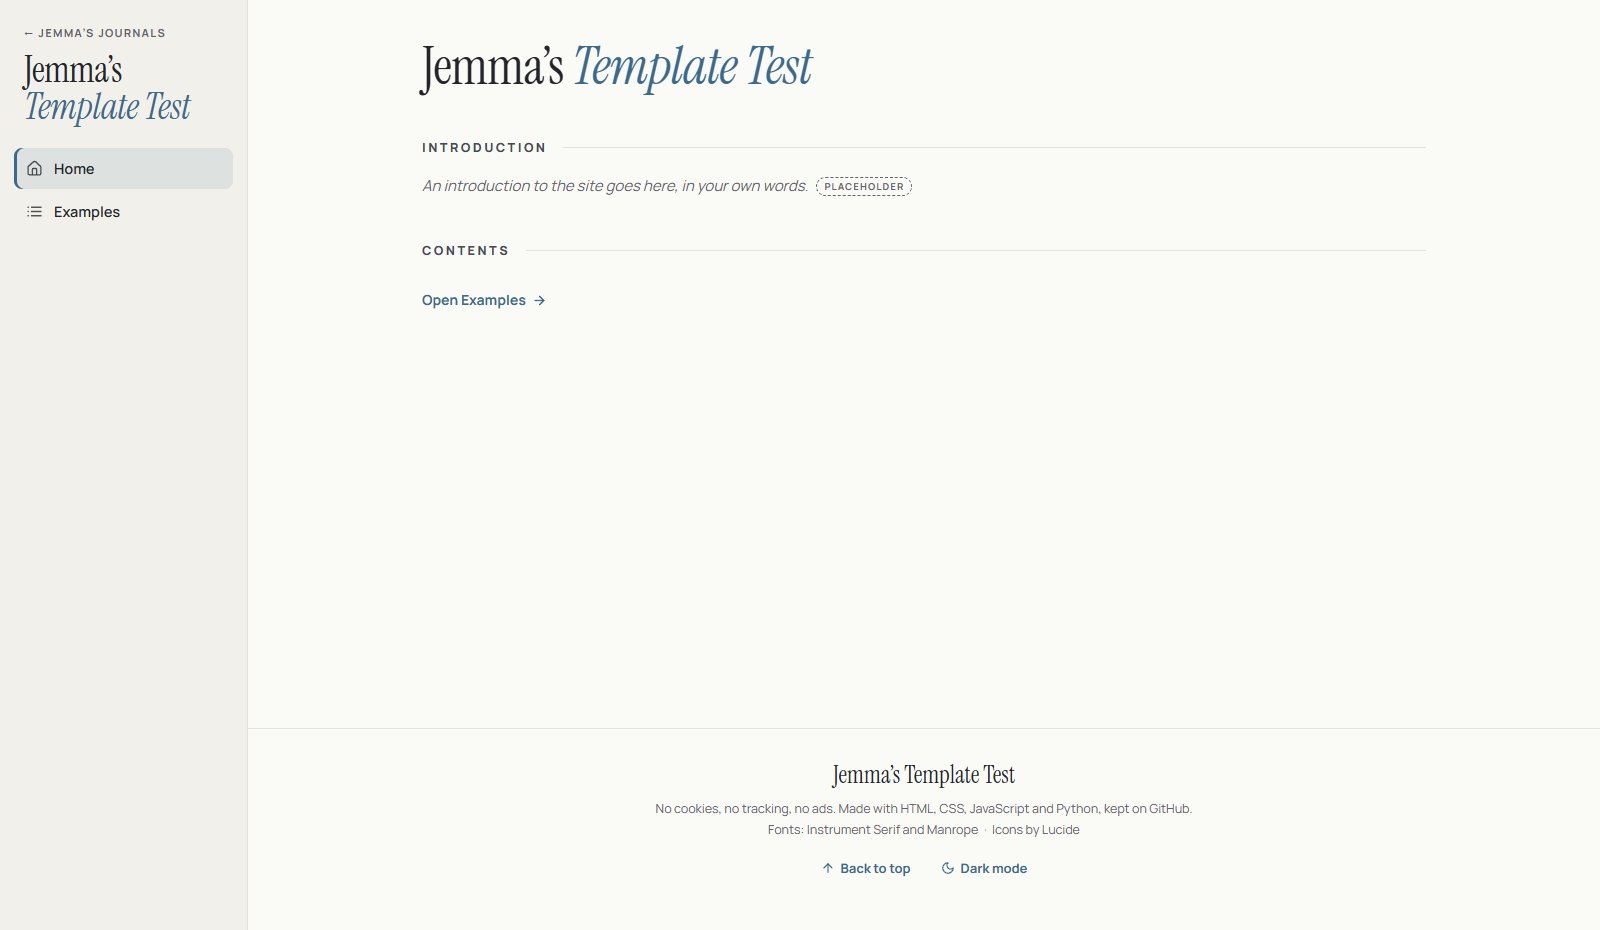 ← JEMMA’S JOURNALS
Jemma’s
Template Test
Home
Examples
Jemma’s Template Test
INTRODUCTION
An introduction to the site goes here, in your own words. PLACEHOLDER
CONTENTS
Open Examples →
Jemma’s Template Test
No cookies, no tracking, no ads. Made with HTML, CSS, JavaScript and Python, kept on GitHub.
Fonts: Instrument Serif and Manrope · Icons by Lucide
↑ Back to top Dark mode